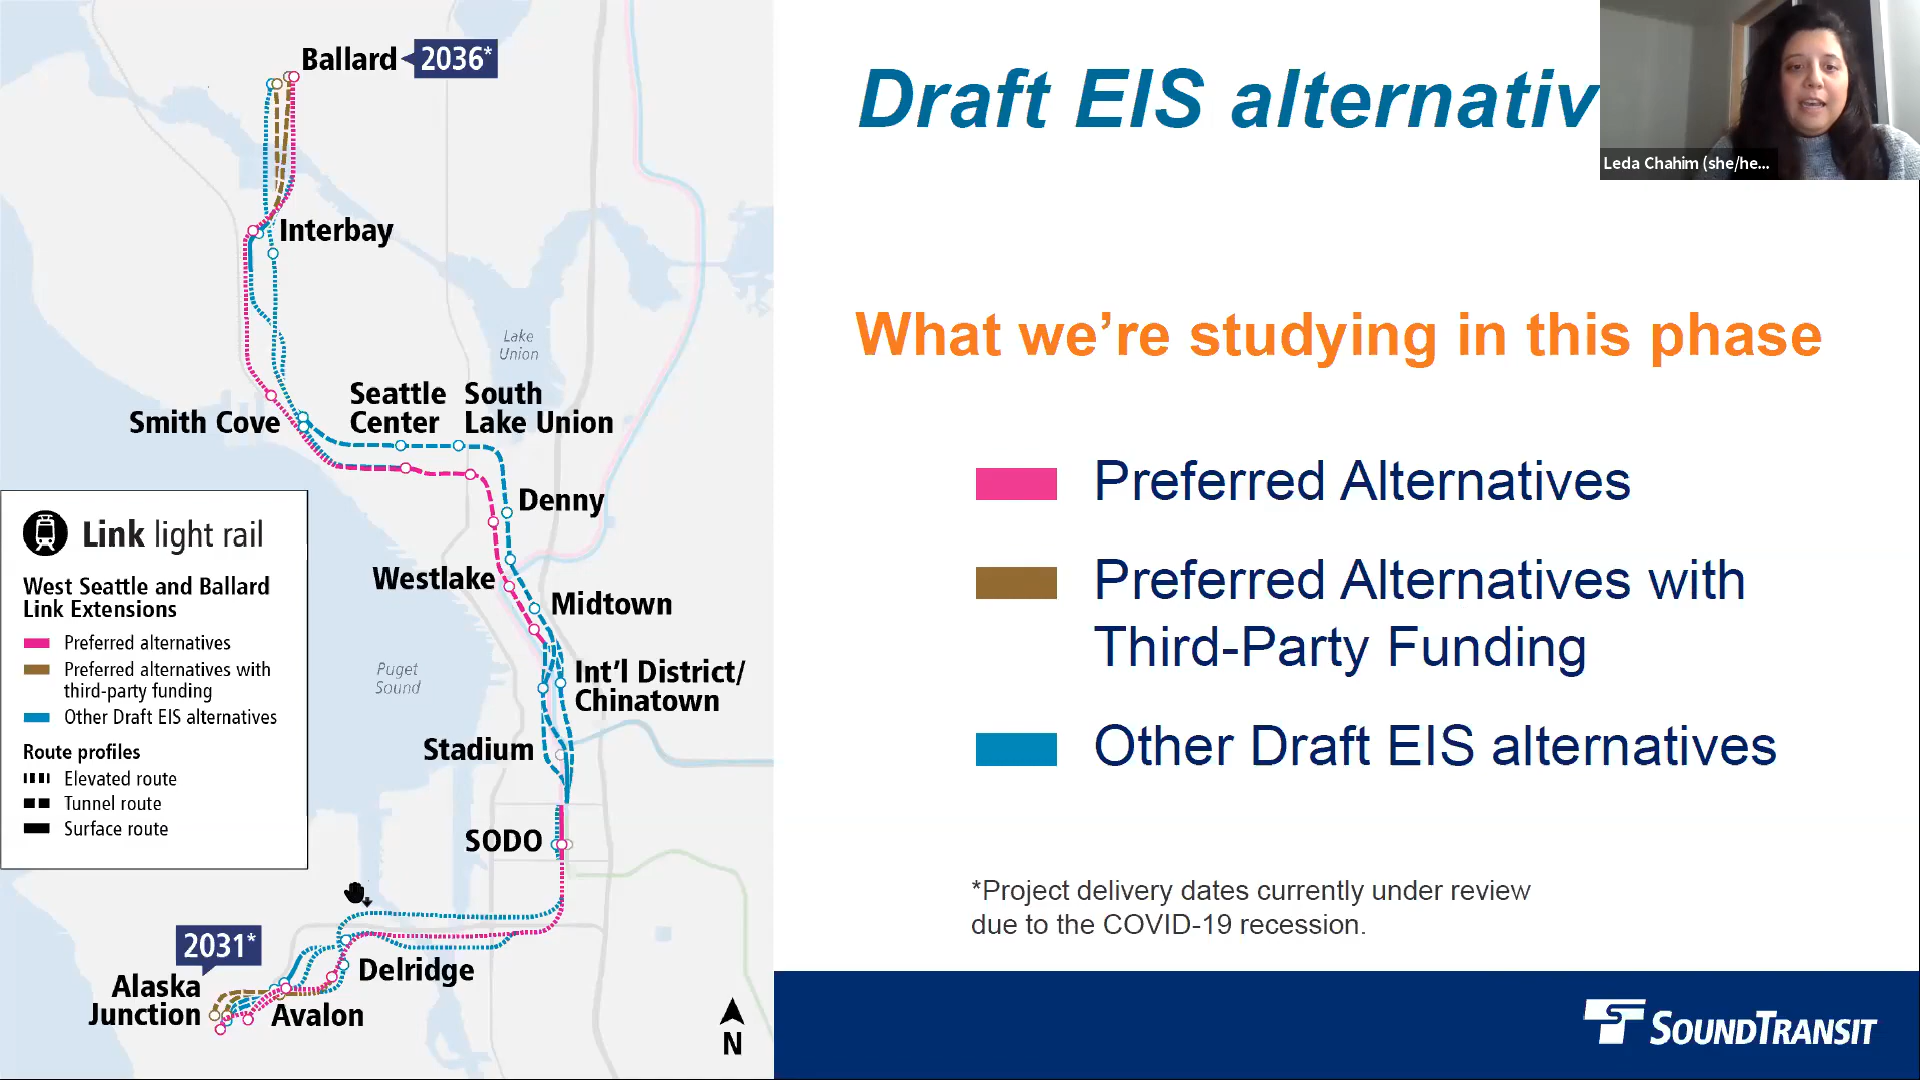 Ballard
2036*
Interbay
Lake
Union
Seattle
Center
South
Lake Union
Smith Cove
Denny
Westlake
Midtown
Puget
Sound
Int'l District/
Chinatown
Stadium
SODO
2031*
Delridge
Alaska
Junction
Avalon
N
Link light rail
West Seattle and Ballard
Link Extensions
Preferred alternatives
Preferred alternatives with
third-party funding
Other Draft EIS alternatives
Route profiles
Elevated route
Tunnel route
Surface route
Draft EIS alternativ
Leda Chahim (she/he...
What we're studying in this phase
Preferred Alternatives
Preferred Alternatives with
Third-Party Funding
Other Draft EIS alternatives
*Project delivery dates currently under review
due to the COVID-19 recession.
SOUNDTRANSIT